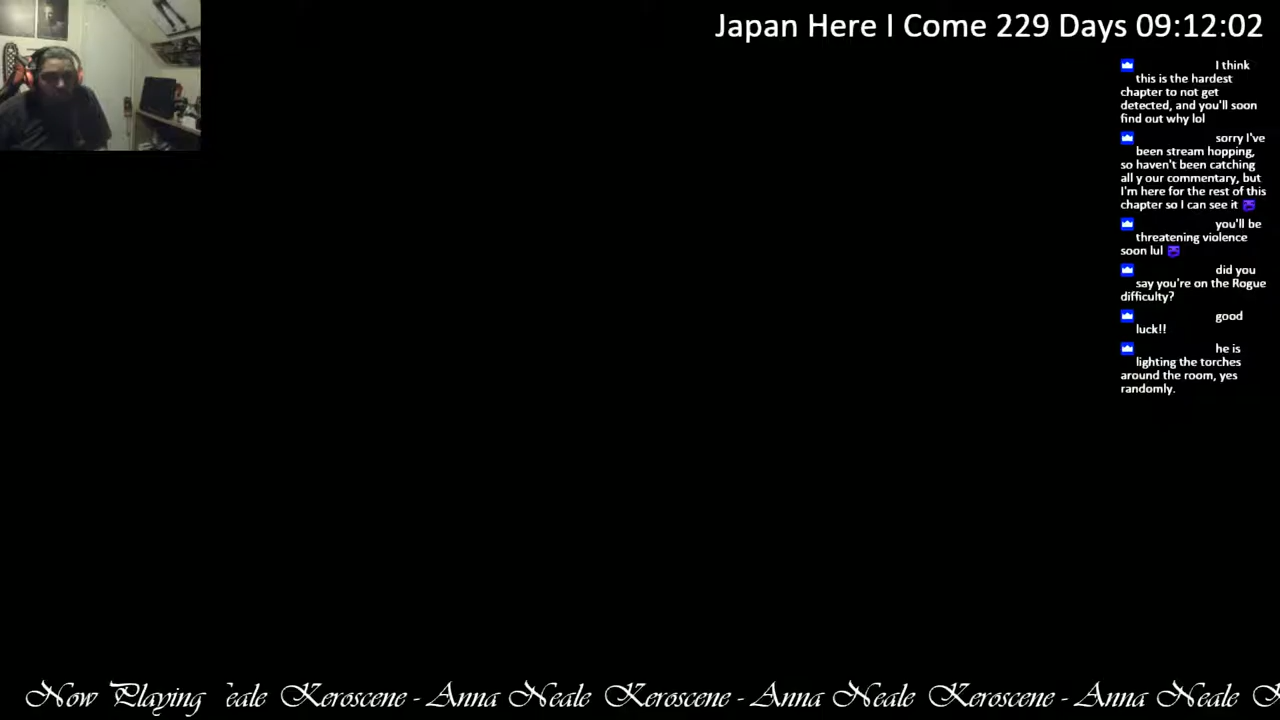 Japan Here I Come 229 Days 09:12:02
I think
this is the hardest
chapter to not get
detected, and you'll soon
find out why lol
sorry I've
been stream hopping,
so haven't been catching
all y our commentary, but
I'm here for the rest of this
chapter so I can see it
you'll be
threatening violence
soon lul
did you
say you're on the Rogue
difficulty?
good
luck!!
he is
lighting the torches
around the room, yes
randomly.
Now Playing eale Keroscene - Anna Neale Keroscene - Anna Neale Keroscene - Anna Neale K